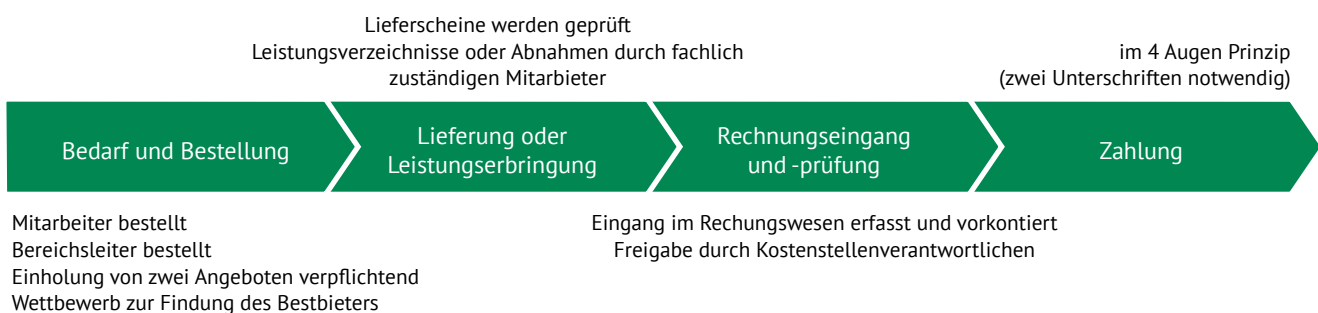 Lieferscheine werden geprüft
Leistungsverzeichnisse oder Abnahmen durch fachlich
zuständigen Mitarbieter
im 4 Augen Prinzip
(zwei Unterschriften notwendig)
Bedarf und Bestellung
Lieferung oder
Leistungserbringung
Rechnungseingang
und -prüfung
Zahlung
Mitarbeiter bestellt
Bereichsleiter bestellt
Einholung von zwei Angeboten verpflichtend
Wettbewerb zur Findung des Bestbieters
Eingang im Rechungswesen erfasst und vorkontiert
Freigabe durch Kostenstellenverantwortlichen